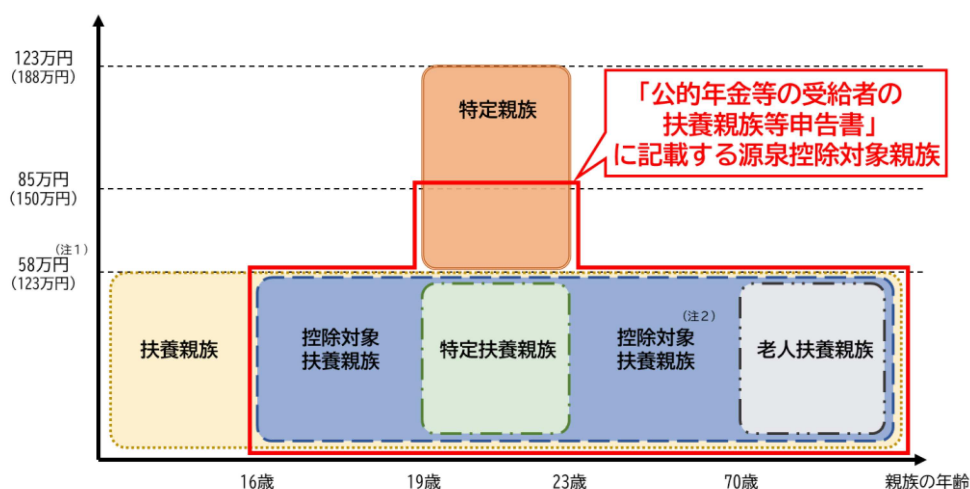 123万円
(188万円)
特定親族
「公的年金等の受給者の
扶養親族等申告書」
に記載する源泉控除対象親族
85万円
(150万円)
(注1)
58万円
(123万円)
扶養親族
控除対象
扶養親族
特定扶養親族
(注2)
控除対象
扶養親族
老人扶養親族
16歳
19歳
23歳
70歳
親族の年齢